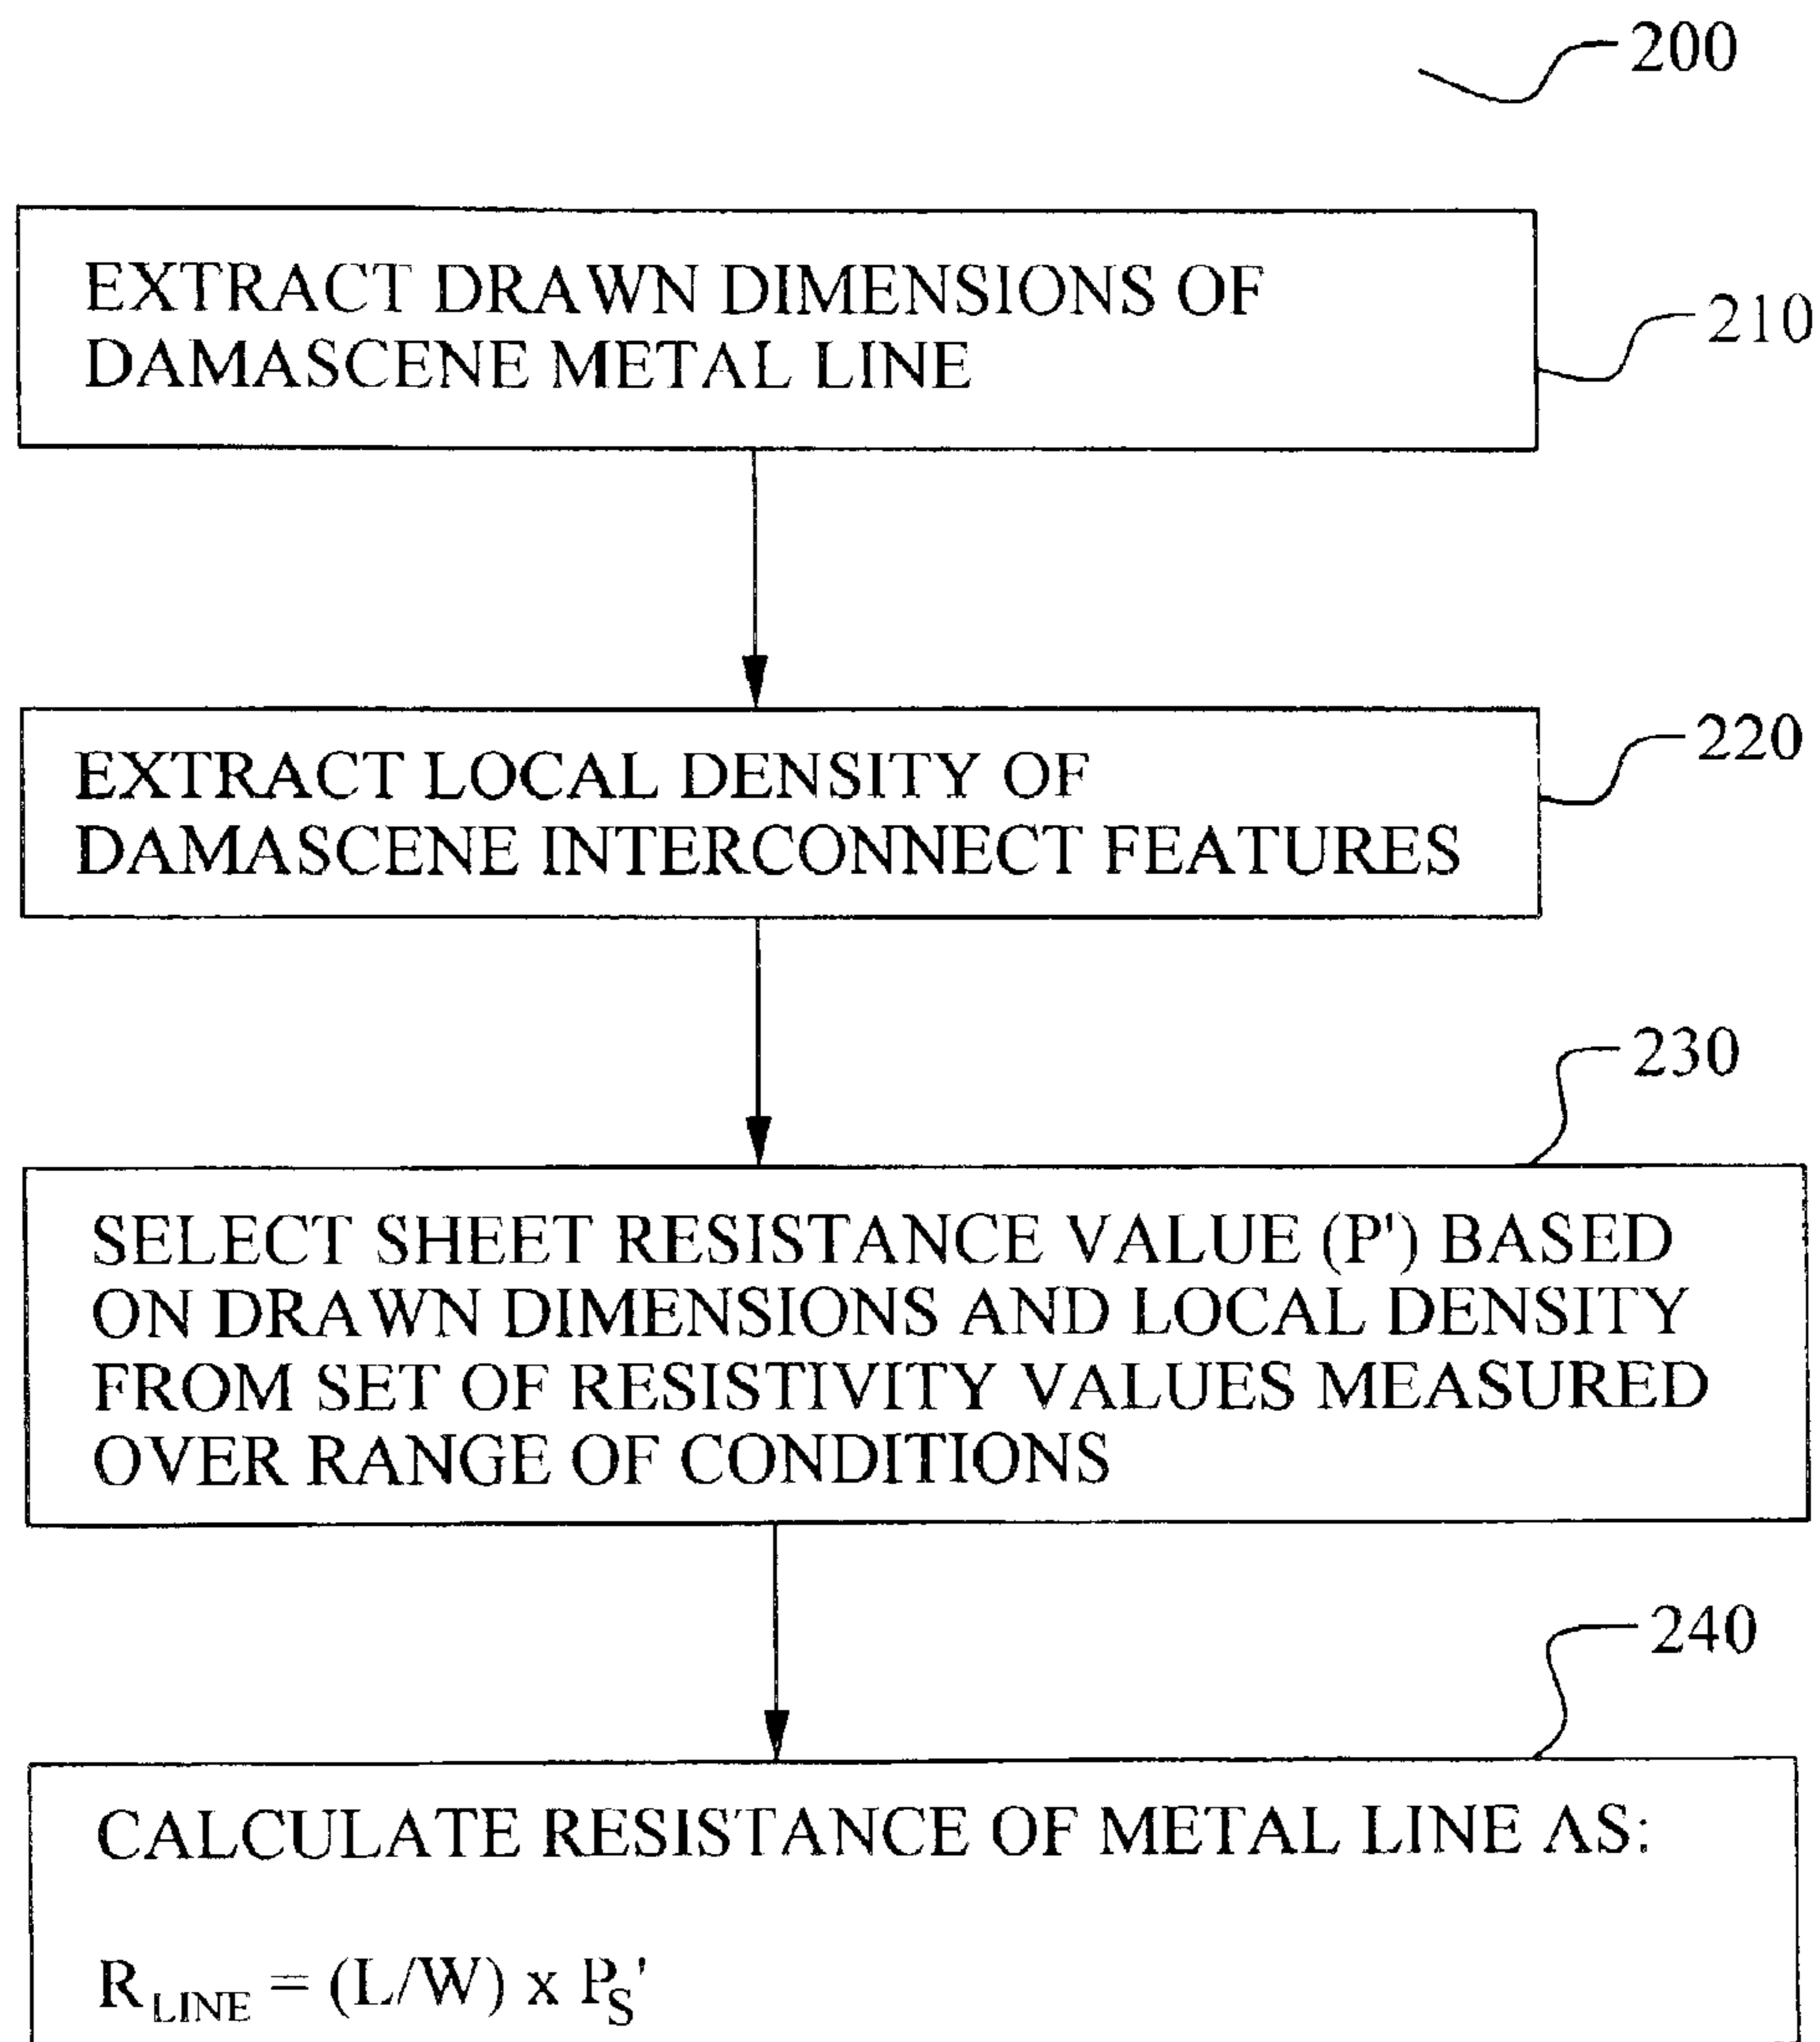 200
EXTRACT DRAWN DIMENSIONS OF
DAMASCENE METAL LINE
210
EXTRACT LOCAL DENSITY OF
DAMASCENE INTERCONNECT FEATURES
220
230
SELECT SHEET RESISTANCE VALUE (P') BASED
ON DRAWN DIMENSIONS AND LOCAL DENSITY
FROM SET OF RESISTIVITY VALUES MEASURED
OVER RANGE OF CONDITIONS
240
CALCULATE RESISTANCE OF METAL LINE AS:
R_LINE = (L/W) x P_S'